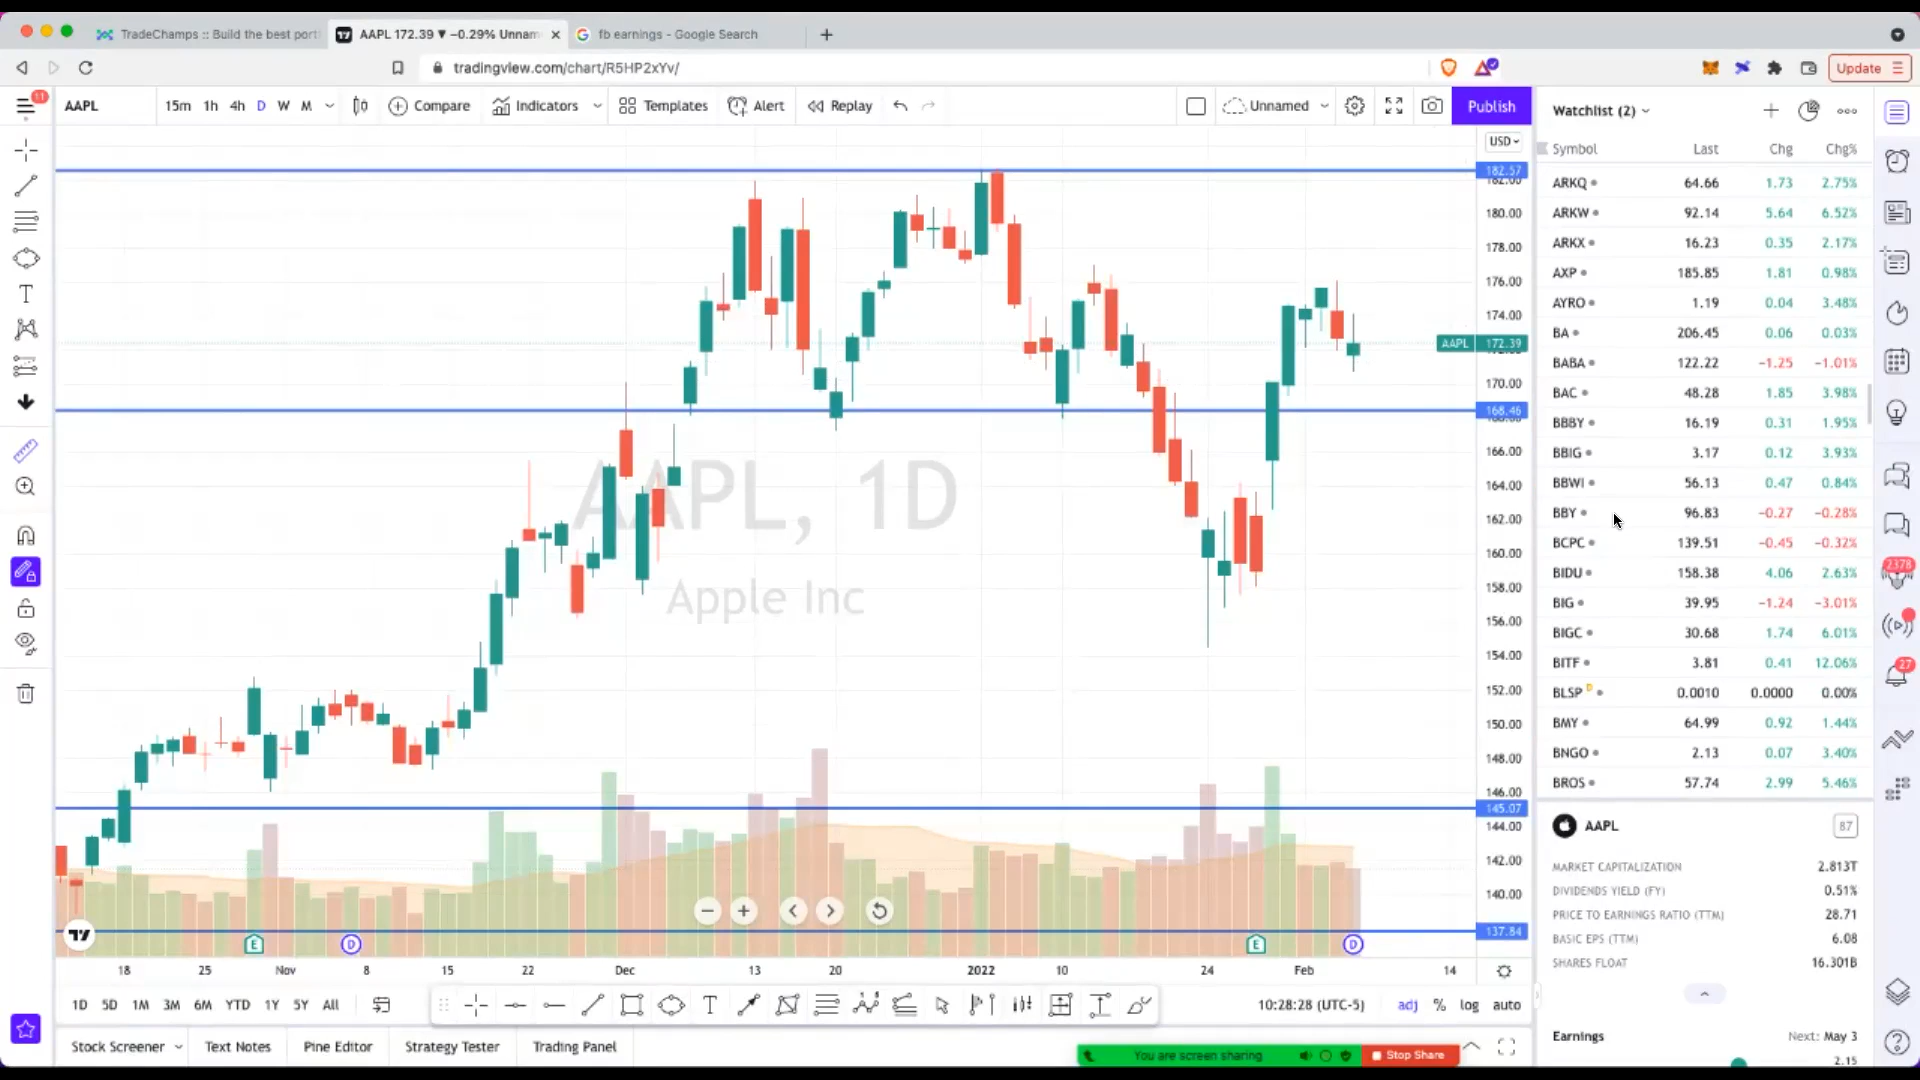 TradeChamps :: Build the best port
AAPL 172.39 ▼ −0.29% Unnam
fb earnings - Google Search
tradingview.com/chart/R5HP2xYv/
Update
11
AAPL
15m 1h 4h D W M
Compare
Indicators
Templates
Alert
Replay
Unnamed
Publish
Watchlist (2)
USD
Symbol Last Chg Chg%
ARKQ 64.66 1.73 2.75%
ARKW 92.14 5.64 6.52%
ARKX 16.23 0.35 2.17%
AXP 185.85 1.81 0.98%
AYRO 1.19 0.04 3.48%
BA 206.45 0.06 0.03%
BABA 122.22 −1.25 −1.01%
BAC 48.28 1.85 3.98%
BBBY 16.19 0.31 1.95%
BBIG 3.17 0.12 3.93%
BBWI 56.13 0.47 0.84%
BBY 96.83 −0.27 −0.28%
BCPC 139.51 −0.45 −0.32%
BIDU 158.38 4.06 2.63%
BIG 39.95 −1.24 −3.01%
BIGC 30.68 1.74 6.01%
BITF 3.81 0.41 12.06%
BLSP D 0.0010 0.0000 0.00%
BMY 64.99 0.92 1.44%
BNGO 2.13 0.07 3.40%
BROS 57.74 2.99 5.46%
182.57
182.00
180.00
178.00
176.00
174.00
AAPL 172.39
170.00
168.46
166.00
164.00
162.00
160.00
158.00
156.00
154.00
152.00
150.00
148.00
146.00
145.07
144.00
142.00
140.00
137.84
AAPL, 1D
Apple Inc
2378
27
E D E D
18 25 Nov 8 15 22 Dec 13 20 2022 10 24 Feb 14
AAPL 87
MARKET CAPITALIZATION 2.813T
DIVIDENDS YIELD (FY) 0.51%
PRICE TO EARNINGS RATIO (TTM) 28.71
BASIC EPS (TTM) 6.08
SHARES FLOAT 16.301B
Earnings Next: May 3
2.15
1D 5D 1M 3M 6M YTD 1Y 5Y All
10:28:28 (UTC-5) adj % log auto
Stock Screener
Text Notes
Pine Editor
Strategy Tester
Trading Panel
You are screen sharing
Stop Share